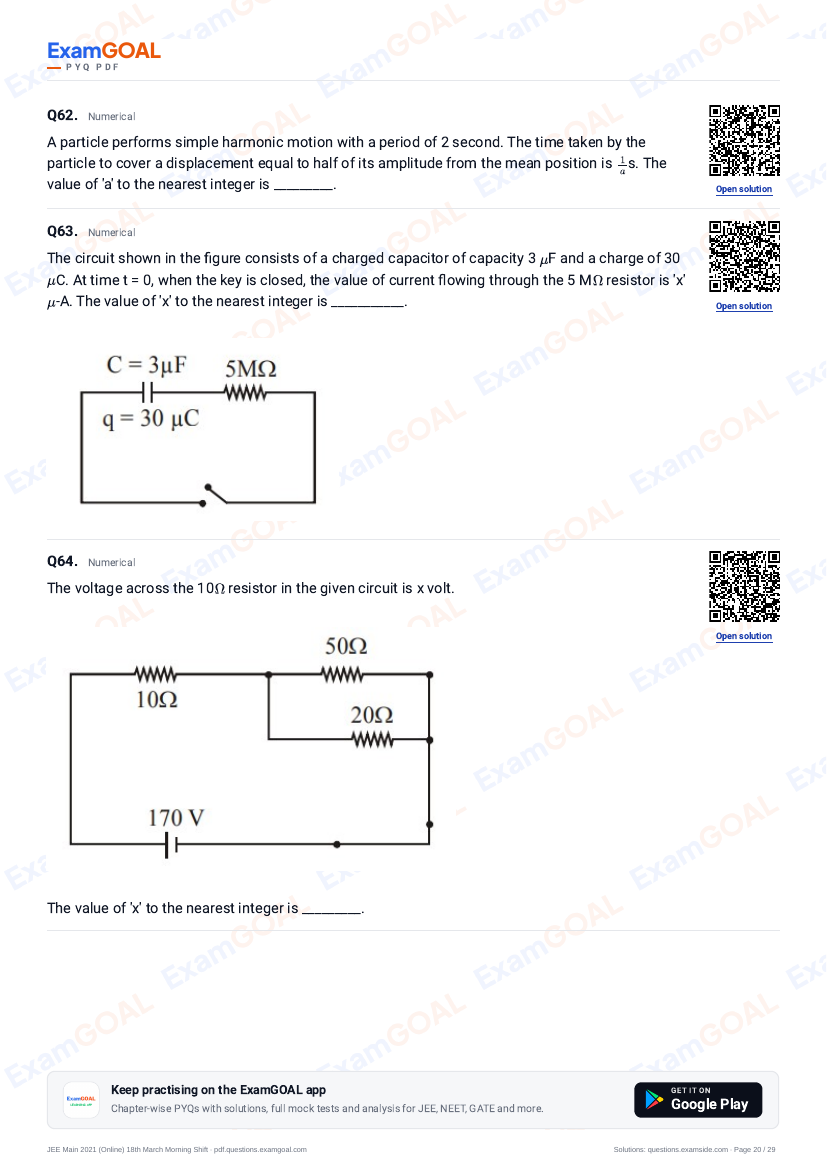 ExamGOAL
PYQ PDF
Q62. Numerical
A particle performs simple harmonic motion with a period of 2 second. The time taken by the
particle to cover a displacement equal to half of its amplitude from the mean position is 1/a s. The
value of 'a' to the nearest integer is _________.
Open solution
Q63. Numerical
The circuit shown in the figure consists of a charged capacitor of capacity 3 μF and a charge of 30
μC. At time t = 0, when the key is closed, the value of current flowing through the 5 MΩ resistor is 'x'
μ-A. The value of 'x' to the nearest integer is ___________.
Open solution
C = 3μF
5MΩ
q = 30 μC
Q64. Numerical
The voltage across the 10Ω resistor in the given circuit is x volt.
Open solution
50Ω
10Ω
20Ω
170 V
The value of 'x' to the nearest integer is _________.
ExamGOAL
Keep practising on the ExamGOAL app
Chapter-wise PYQs with solutions, full mock tests and analysis for JEE, NEET, GATE and more.
GET IT ON
Google Play
JEE Main 2021 (Online) 18th March Morning Shift · pdf.questions.examgoal.com
Solutions: questions.examside.com · Page 20 / 29